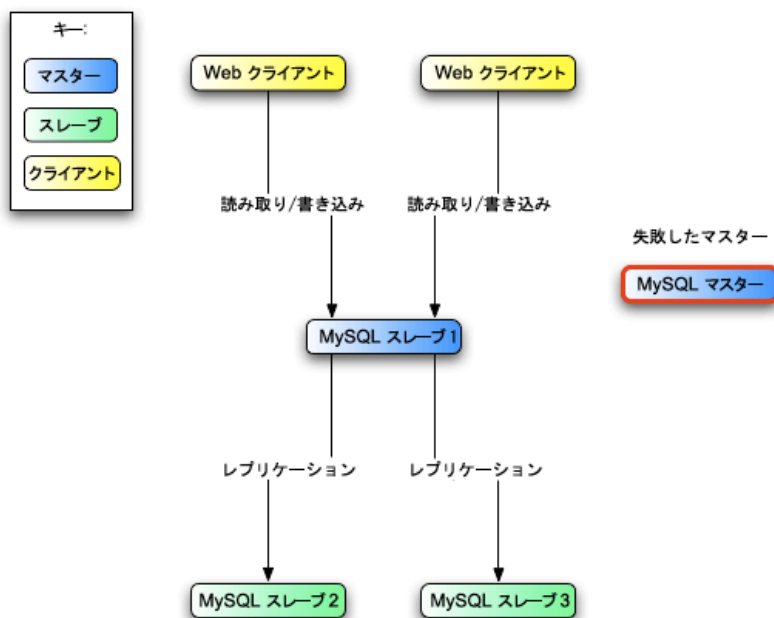 キー:
マスター
スレーブ
クライアント
Web クライアント
Web クライアント
読み取り/書き込み
読み取り/書き込み
失敗したマスター
MySQL マスター
MySQL スレーブ1
レプリケーション
レプリケーション
MySQL スレーブ2
MySQL スレーブ3